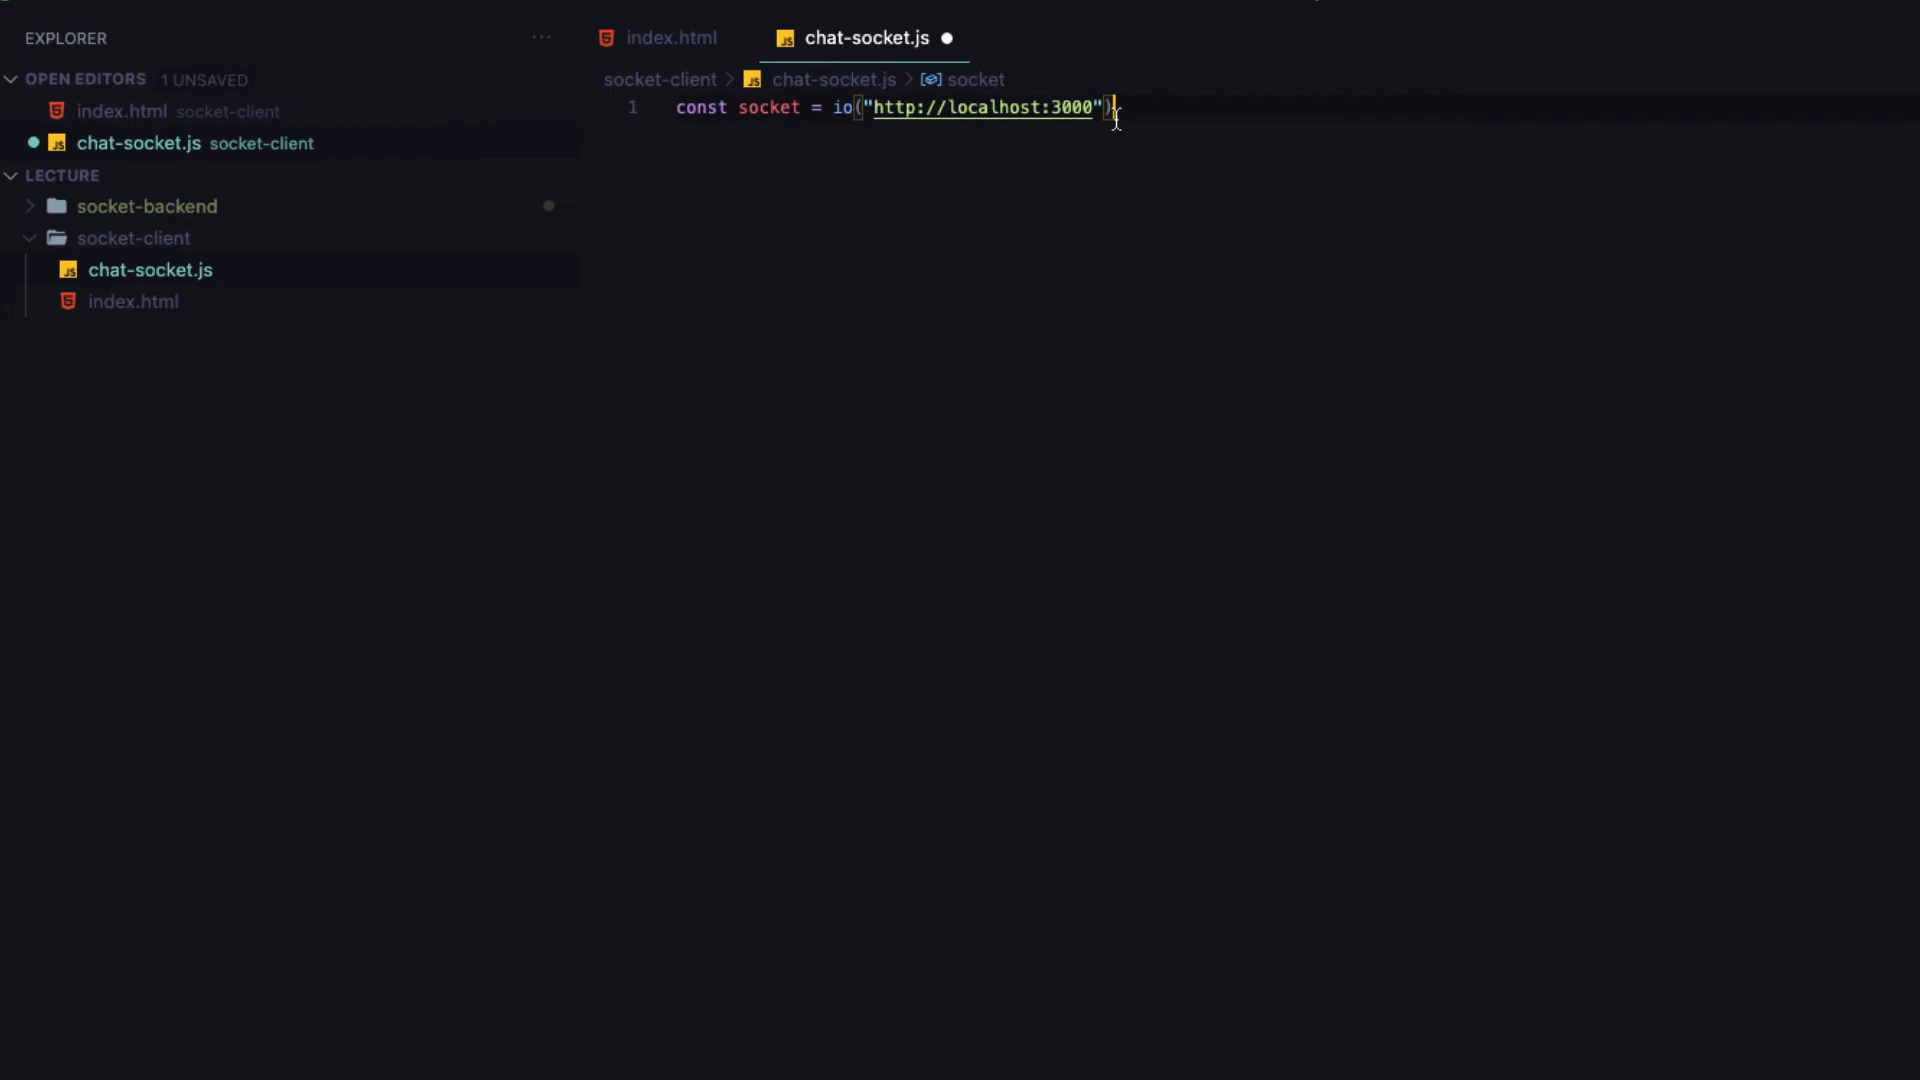 EXPLORER
OPEN EDITORS 1 UNSAVED
index.html socket-client
chat-socket.js socket-client
LECTURE
socket-backend
socket-client
chat-socket.js
index.html
index.html chat-socket.js
socket-client > chat-socket.js > socket
1 const socket = io("http://localhost:3000")